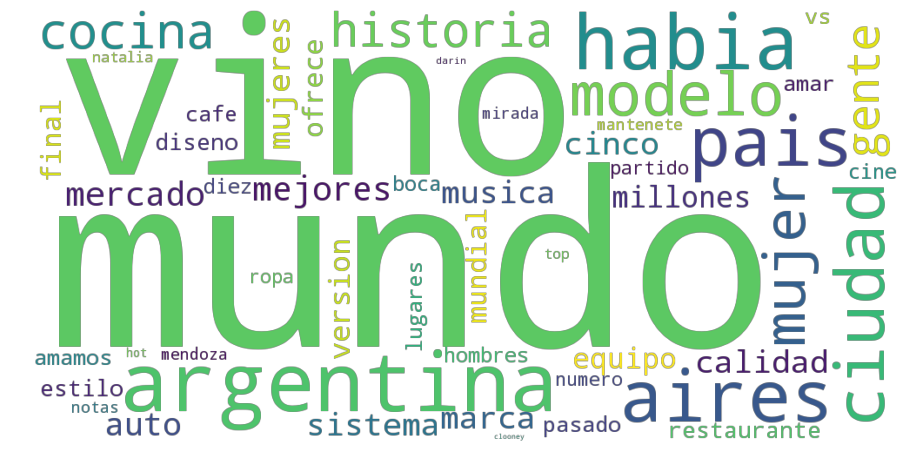 cocina
natalia
mujeres
historia
ofrece
darin
habia
vs
modelo
amar
gente
vino
final
cafe
diseno
mirada
mantenete
cinco
pais
partido
cine
mercado
diez
mejores
boca
musica
millones
mujer
ciudad
mundo
ropa
version
lugares
mundial
top
amamos
hot
mendoza
hombres
equipo
calidad
estilo
argentina
numero
aires
notas
auto
sistema
marca
clooney
pasado
restaurante